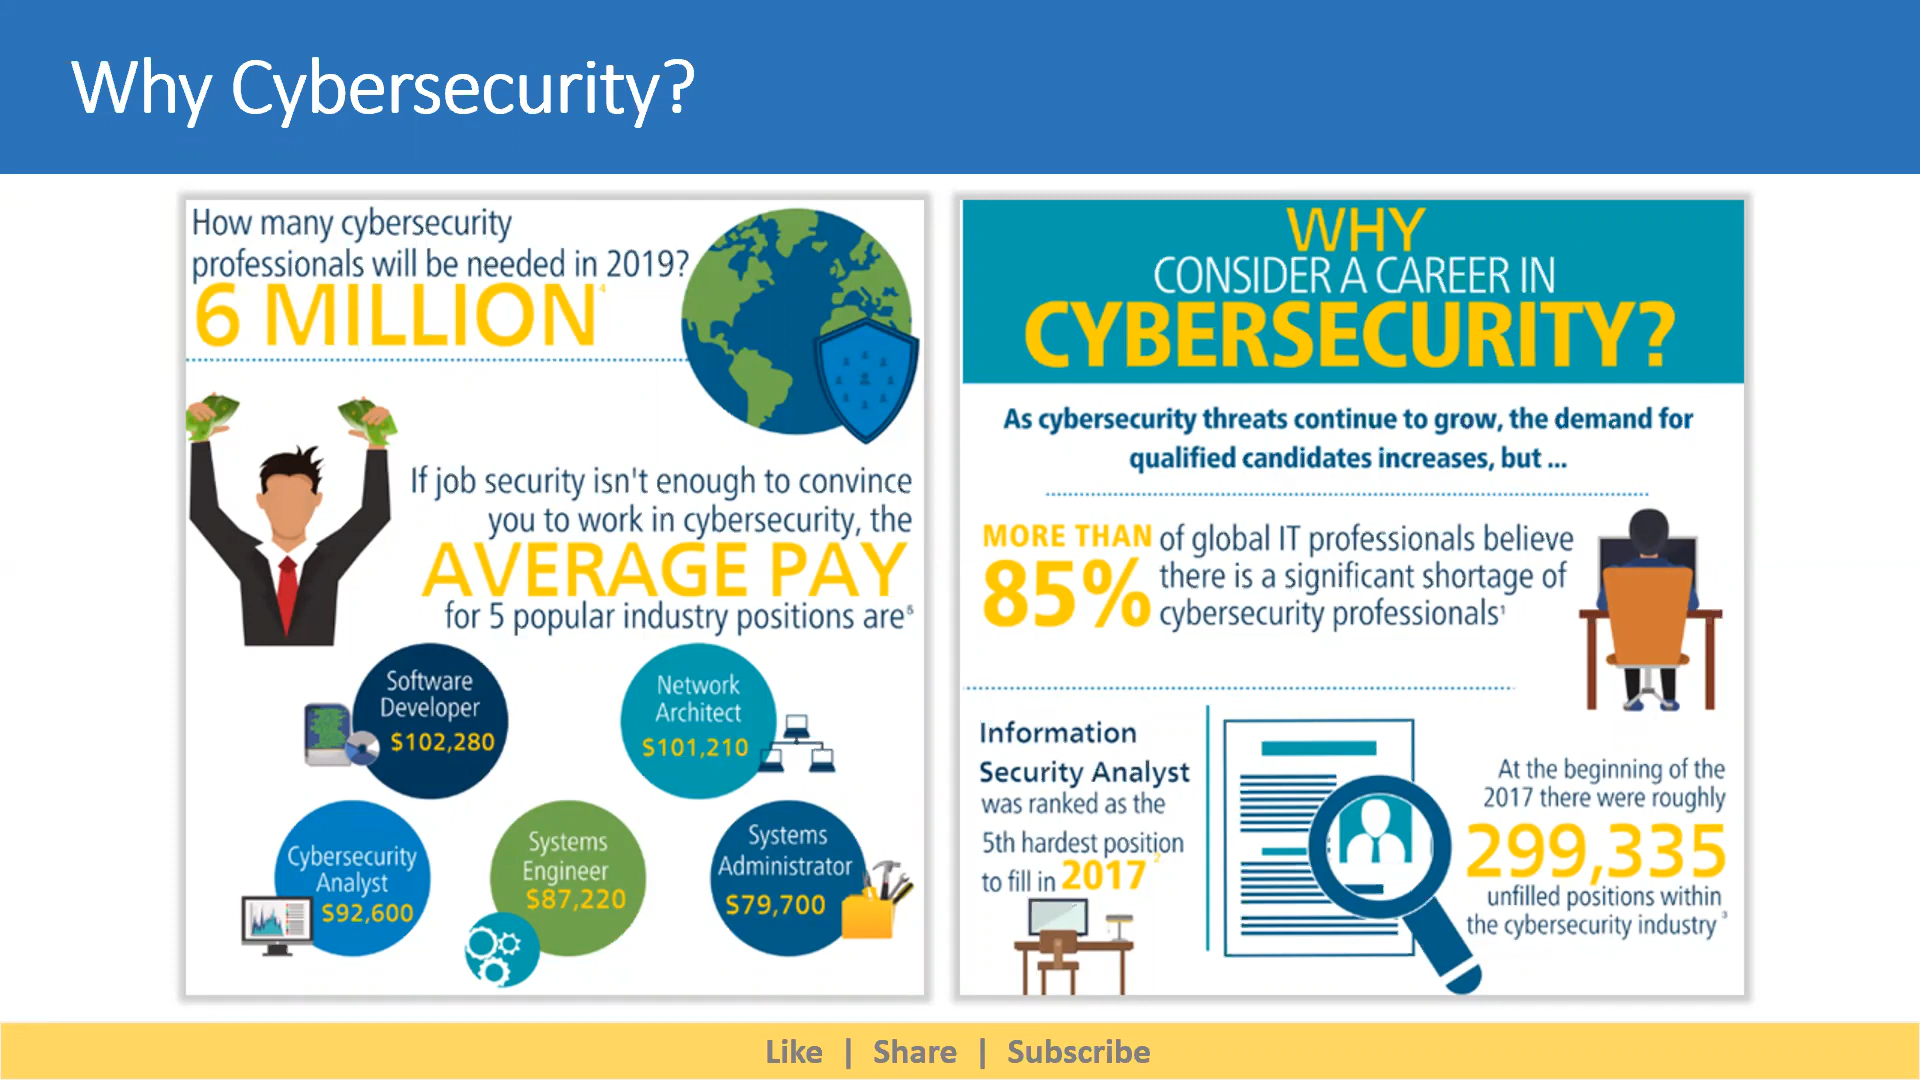 Why Cybersecurity?
How many cybersecurity
professionals will be needed in 2019?
6 MILLION⁴
If job security isn't enough to convince
you to work in cybersecurity, the
AVERAGE PAY
for 5 popular industry positions are⁵
Software
Developer
$102,280
Network
Architect
$101,210
Cybersecurity
Analyst
$92,600
Systems
Engineer
$87,220
Systems
Administrator
$79,700
WHY
CONSIDER A CAREER IN
CYBERSECURITY?
As cybersecurity threats continue to grow, the demand for
qualified candidates increases, but ...
MORE THAN
85%
of global IT professionals believe
there is a significant shortage of
cybersecurity professionals¹
Information
Security Analyst
was ranked as the
5th hardest position
to fill in 2017²
At the beginning of the
2017 there were roughly
299,335
unfilled positions within
the cybersecurity industry³
Like | Share | Subscribe